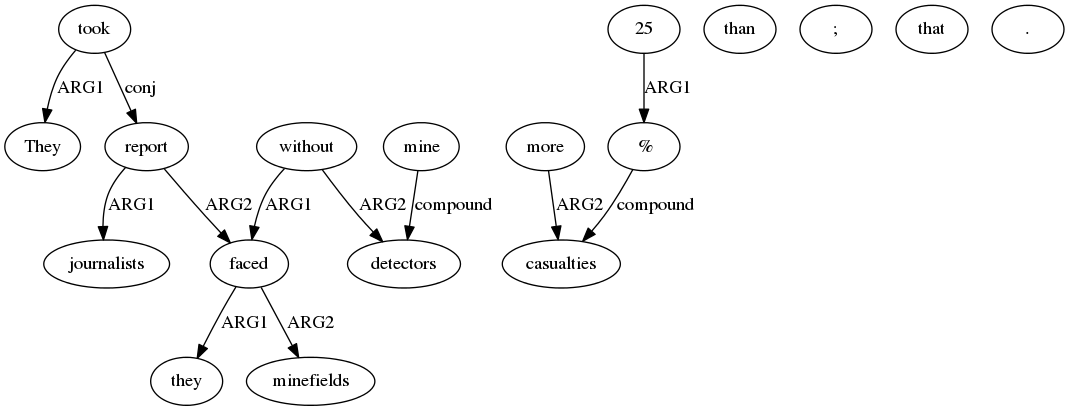 took 25 than ; that .
ARG1 conj ARG1
They report without mine more %
ARG1 ARG2 ARG1 ARG2 compound ARG2 compound
journalists faced detectors casualties
ARG1 ARG2
they minefields